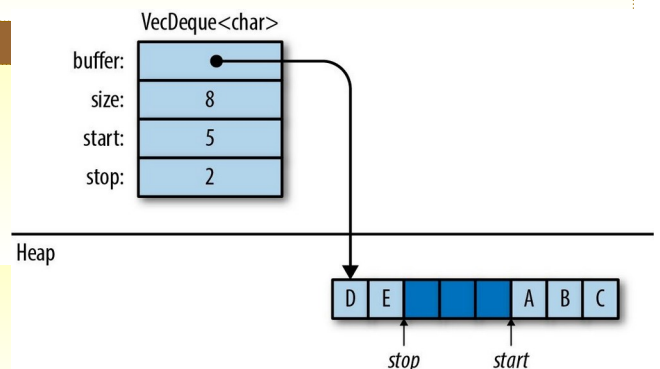 VecDeque<char>
buffer:
size: 8
start: 5
stop: 2
Heap
D E A B C
stop start